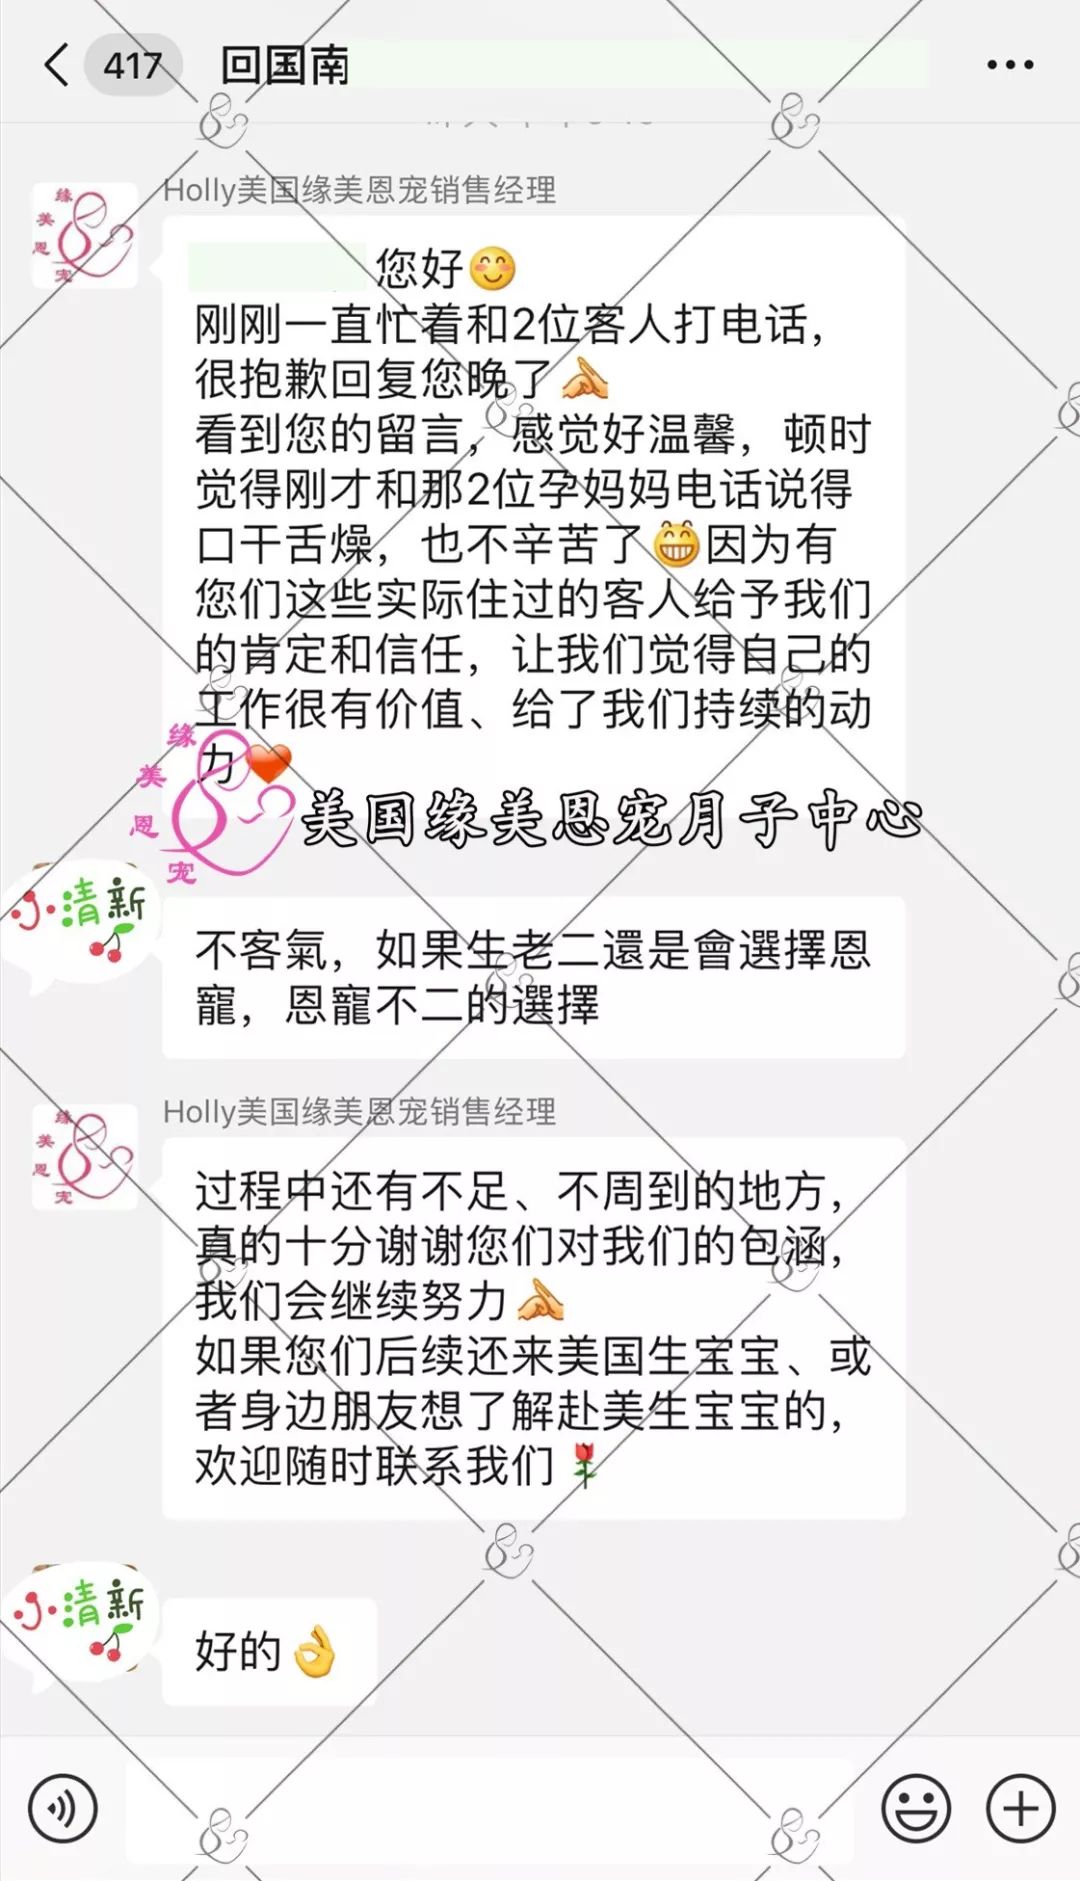 417
回国南
Holly美国缘美恩宠销售经理
缘
美
恩
宠
您好
刚刚一直忙着和2位客人打电话，
很抱歉回复您晚了
看到您的留言，感觉好温馨，顿时
觉得刚才和那2位孕妈妈电话说得
口干舌燥，也不辛苦了因为有
您们这些实际住过的客人给予我们
的肯定和信任，让我们觉得自己的
工作很有价值、给了我们持续的动
力
缘
美
恩
宠
美国缘美恩宠月子中心
小清新
不客氣，如果生老二還是會選擇恩
寵，恩寵不二的選擇
Holly美国缘美恩宠销售经理
缘
美
恩
宠
过程中还有不足、不周到的地方，
真的十分谢谢您们对我们的包涵，
我们会继续努力
如果您们后续还来美国生宝宝、或
者身边朋友想了解赴美生宝宝的，
欢迎随时联系我们
小清新
好的